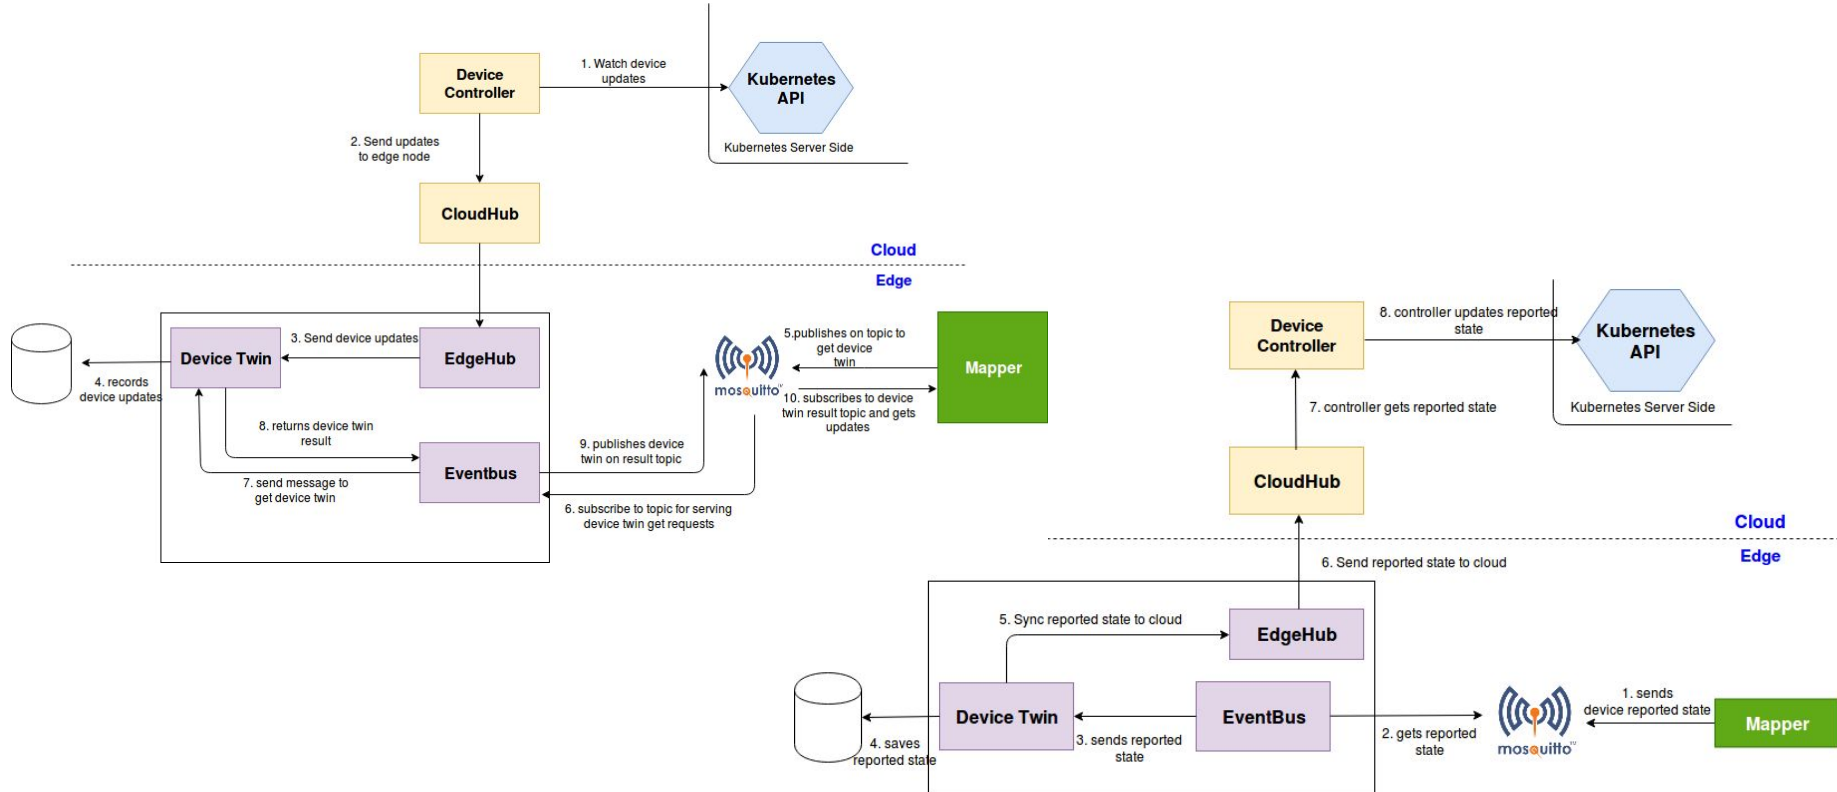 Device
Controller
1. Watch device
updates
Kubernetes
API
Kubernetes Server Side
2. Send updates
to edge node
CloudHub
Cloud
Edge
Device Twin
3. Send device updates
EdgeHub
4. records
device updates
8. returns device twin
result
Eventbus
7. send message to
get device twin
9. publishes device
twin on result topic
6. subscribe to topic for serving
device twin get requests
mosquitto
5.publishes on topic to
get device
twin
10. subscribes to device
twin result topic and gets
updates
Mapper
Device
Controller
8. controller updates reported
state
Kubernetes
API
Kubernetes Server Side
7. controller gets reported state
CloudHub
Cloud
Edge
6. Send reported state to cloud
5. Sync reported state to cloud
EdgeHub
Device Twin
EventBus
4. saves
reported state
3. sends reported
state
2. gets reported
state
mosquitto
1. sends
device reported state
Mapper